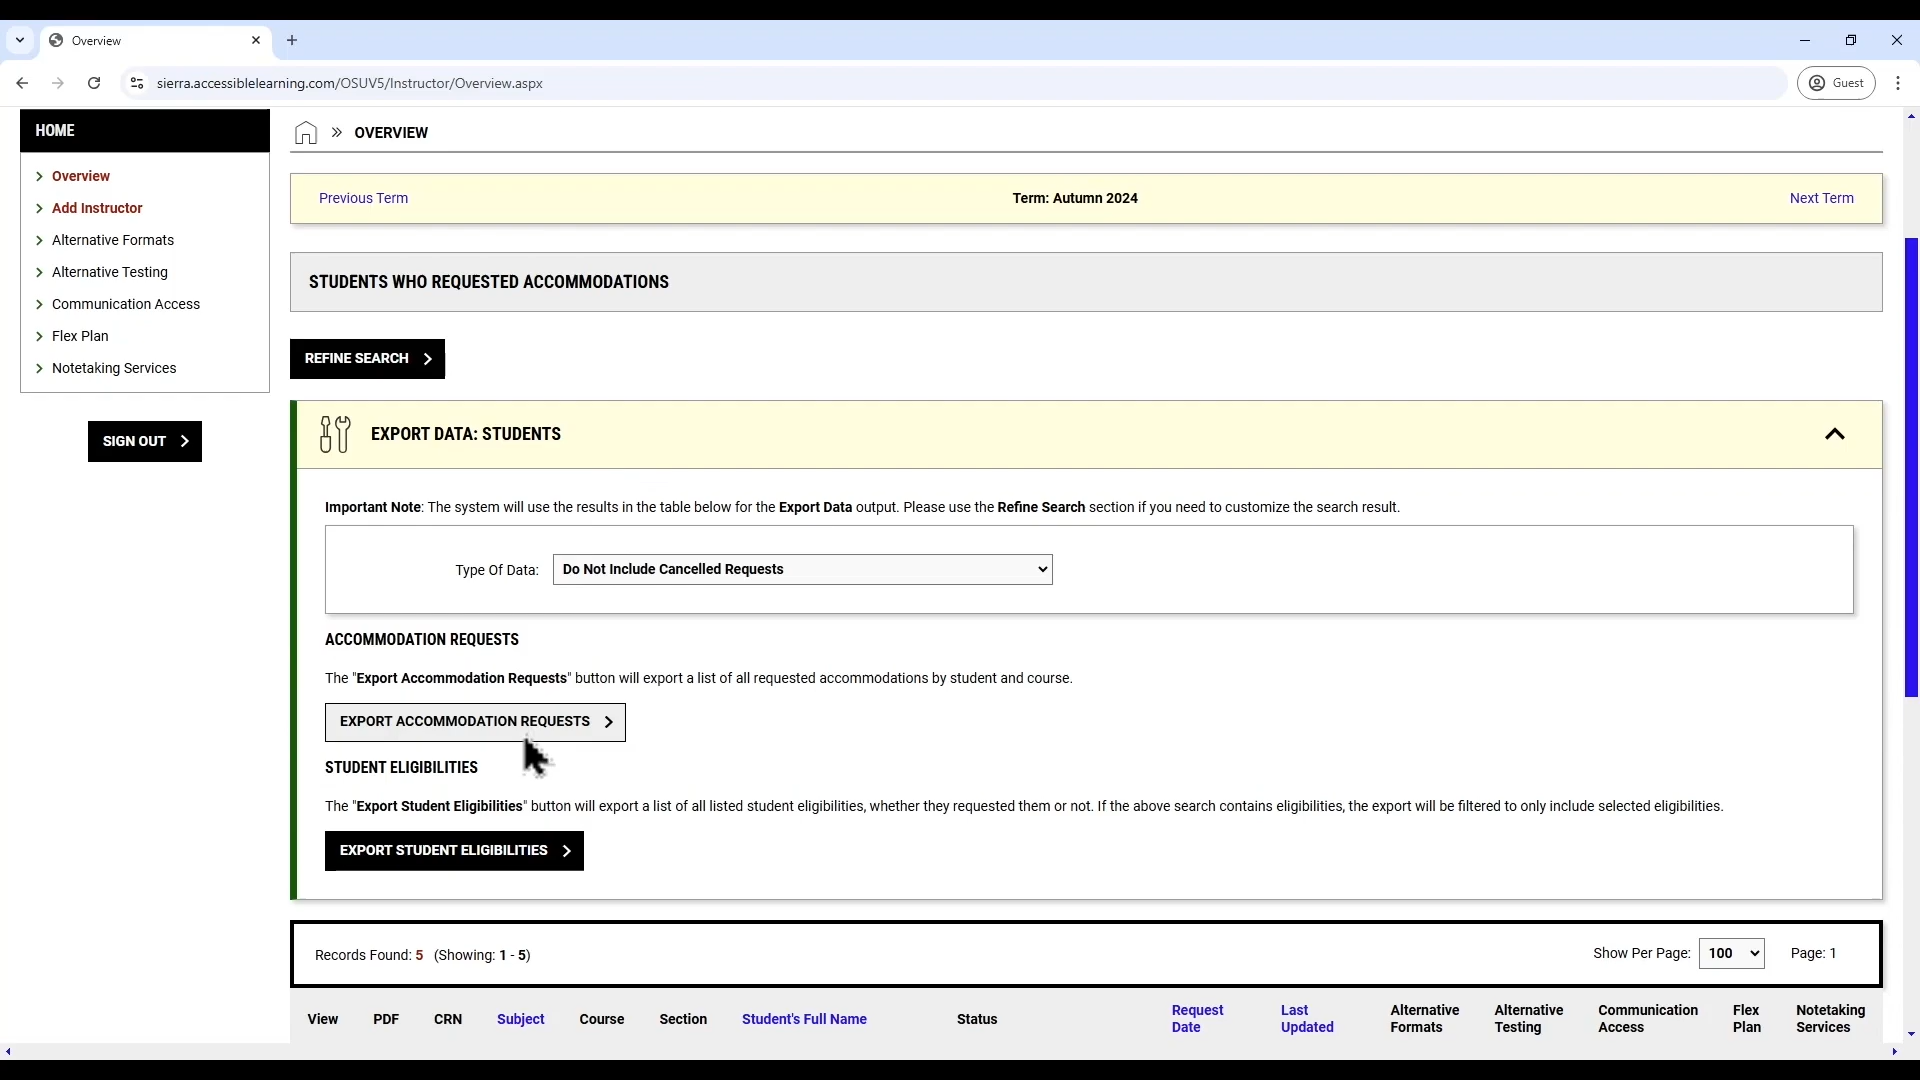 Overview
sierra.accessiblelearning.com/OSUV5/Instructor/Overview.aspx
Guest
HOME
Overview
Add Instructor
Alternative Formats
Alternative Testing
Communication Access
Flex Plan
Notetaking Services
SIGN OUT
OVERVIEW
Previous Term
Term: Autumn 2024
Next Term
STUDENTS WHO REQUESTED ACCOMMODATIONS
REFINE SEARCH
EXPORT DATA: STUDENTS
Important Note: The system will use the results in the table below for the Export Data output. Please use the Refine Search section if you need to customize the search result.
Type Of Data: Do Not Include Cancelled Requests
ACCOMMODATION REQUESTS
The "Export Accommodation Requests" button will export a list of all requested accommodations by student and course.
EXPORT ACCOMMODATION REQUESTS
STUDENT ELIGIBILITIES
The "Export Student Eligibilities" button will export a list of all listed student eligibilities, whether they requested them or not. If the above search contains eligibilities, the export will be filtered to only include selected eligibilities.
EXPORT STUDENT ELIGIBILITIES
Records Found: 5 (Showing: 1 - 5)
Show Per Page: 100
Page: 1
View
PDF
CRN
Subject
Course
Section
Student's Full Name
Status
Request
Date
Last
Updated
Alternative
Formats
Alternative
Testing
Communication
Access
Flex
Plan
Notetaking
Services